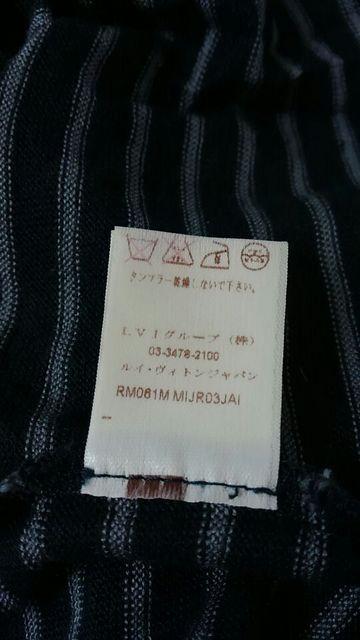 タンブラー乾燥しないで下さい。
LVJグループ (株)
03-3478-2100
ルイ・ヴィトンジャパン
RM061M MIJR03JAI